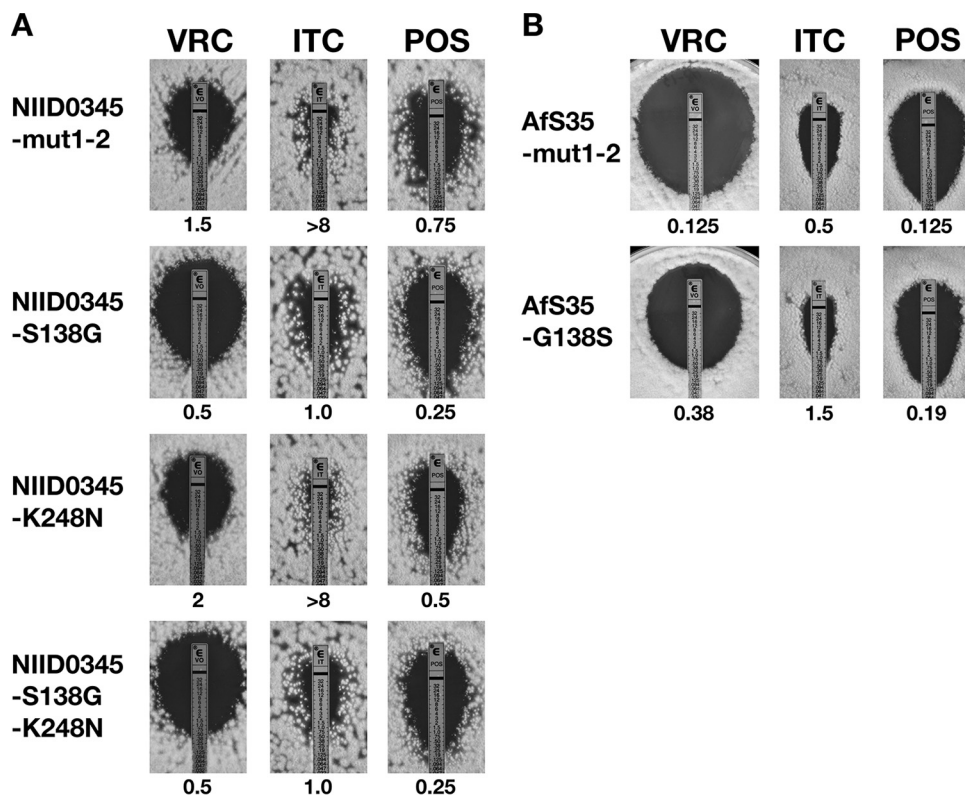 A
VRC ITC POS
NIID0345
-mut1-2
1.5 >8 0.75
NIID0345
-S138G
0.5 1.0 0.25
NIID0345
-K248N
2 >8 0.5
NIID0345
-S138G
-K248N
0.5 1.0 0.25
B
VRC ITC POS
AfS35
-mut1-2
0.125 0.5 0.125
AfS35
-G138S
0.38 1.5 0.19